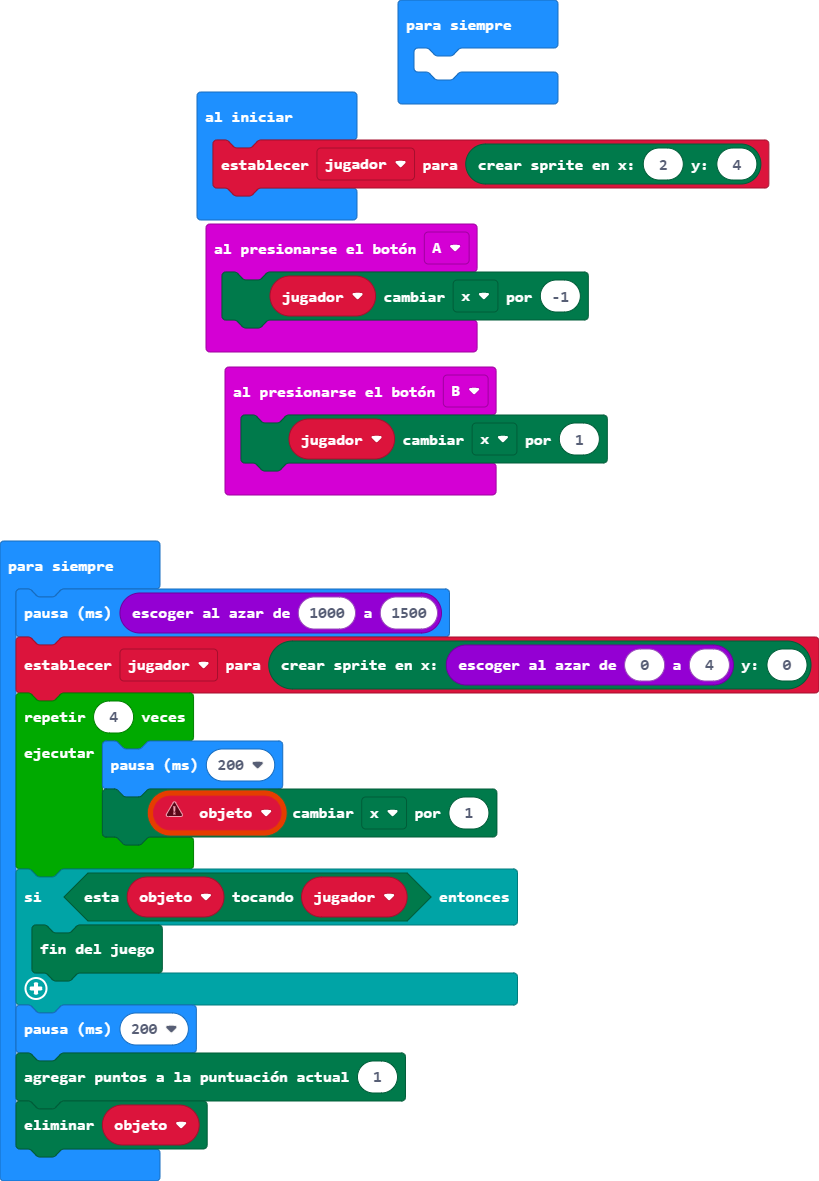 para siempre
al iniciar
establecer jugador para crear sprite en x: 2 y: 4
al presionarse el botón A
jugador cambiar x por -1
al presionarse el botón B
jugador cambiar x por 1
para siempre
pausa (ms) escoger al azar de 1000 a 1500
establecer jugador para crear sprite en x: escoger al azar de 0 a 4 y: 0
repetir 4 veces
ejecutar
pausa (ms) 200
objeto cambiar x por 1
si esta objeto tocando jugador entonces
fin del juego
pausa (ms) 200
agregar puntos a la puntuación actual 1
eliminar objeto